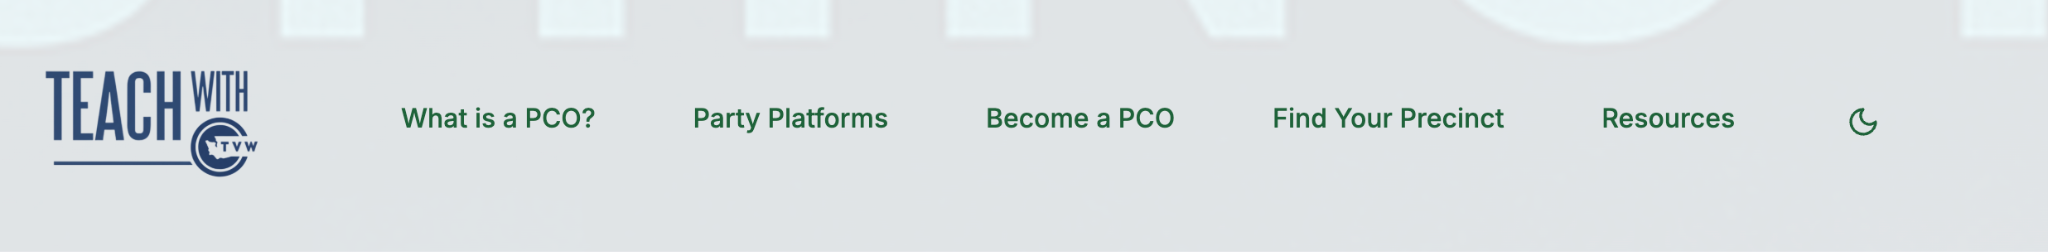 TEACH WITH
TVW
What is a PCO?
Party Platforms
Become a PCO
Find Your Precinct
Resources